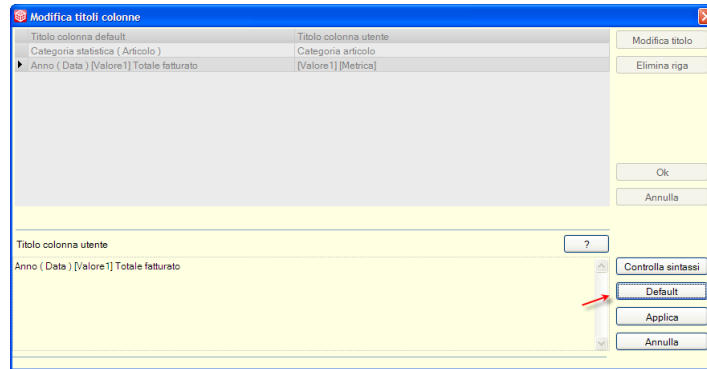 Modifica titoli colonne
Titolo colonna default Titolo colonna utente
Categoria statistica ( Articolo ) Categoria articolo
Anno ( Data ) [Valore1] Totale fatturato [Valore1] [Metrica]
Modifica titolo
Elimina riga
Ok
Annulla
Titolo colonna utente ?
Anno ( Data ) [Valore1] Totale fatturato
Controlla sintassi
Default
Applica
Annulla